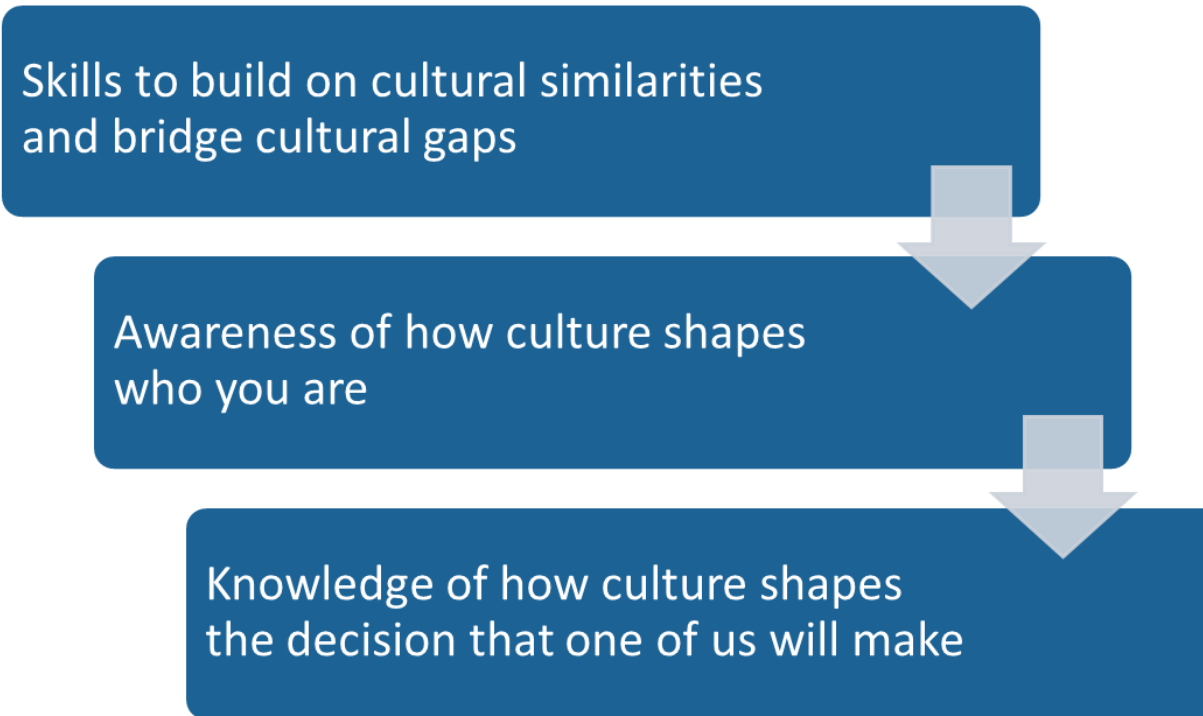 Skills to build on cultural similarities
and bridge cultural gaps
Awareness of how culture shapes
who you are
Knowledge of how culture shapes
the decision that one of us will make